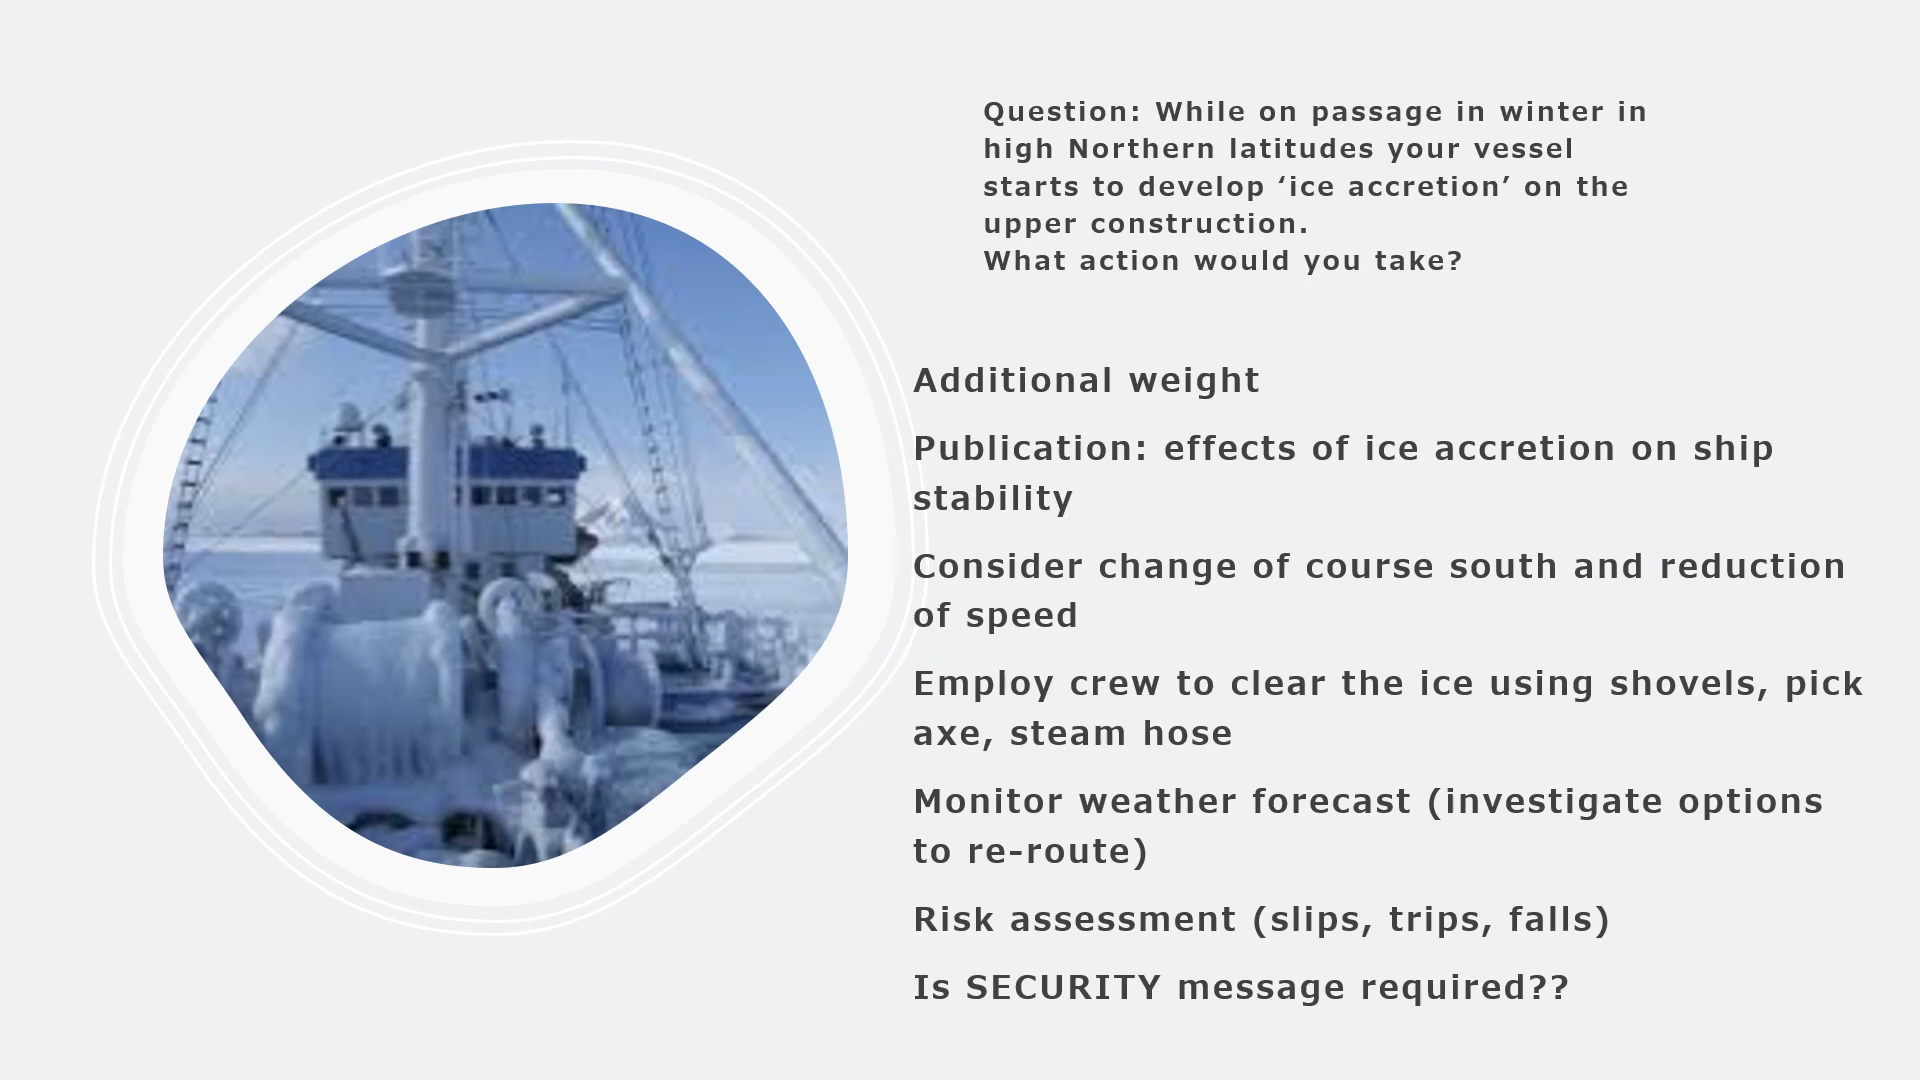 Question: While on passage in winter in
high Northern latitudes your vessel
starts to develop ‘ice accretion’ on the
upper construction.
What action would you take?
Additional weight
Publication: effects of ice accretion on ship
stability
Consider change of course south and reduction
of speed
Employ crew to clear the ice using shovels, pick
axe, steam hose
Monitor weather forecast (investigate options
to re-route)
Risk assessment (slips, trips, falls)
Is SECURITY message required??